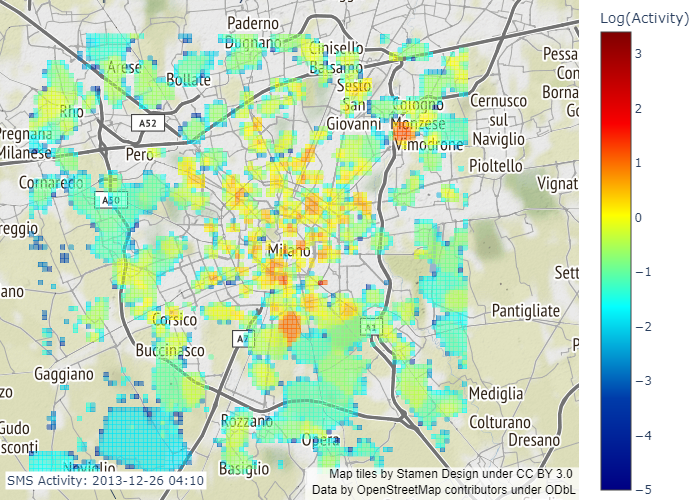 Log(Activity)
Paderno
Dugnano
Cinisello
Balsamo
Arese
Bollate
Sesto
San
Giovanni
Rho
A52
Cologno
Monzese
Vimodrone
Cernusco
sul
Naviglio
Pessa
Con
Borna
Go
Pregnana
Milanese
Pero
Pioltello
Cornaredo
A50
Vignat
reggio
Milano
Sett
ano
Pantigliate
Corsico
A7
A1
Buccinasco
P
Gaggiano
zo
Mediglia
Rozzano
Colturano
Gudo
Dresano
sconti
Opera
Noviglio
Basiglio
SMS Activity: 2013-12-26 04:10
Map tiles by Stamen Design under CC BY 3.0
Data by OpenStreetMap contributors under ODbL
3
2
1
0
−1
−2
−3
−4
−5